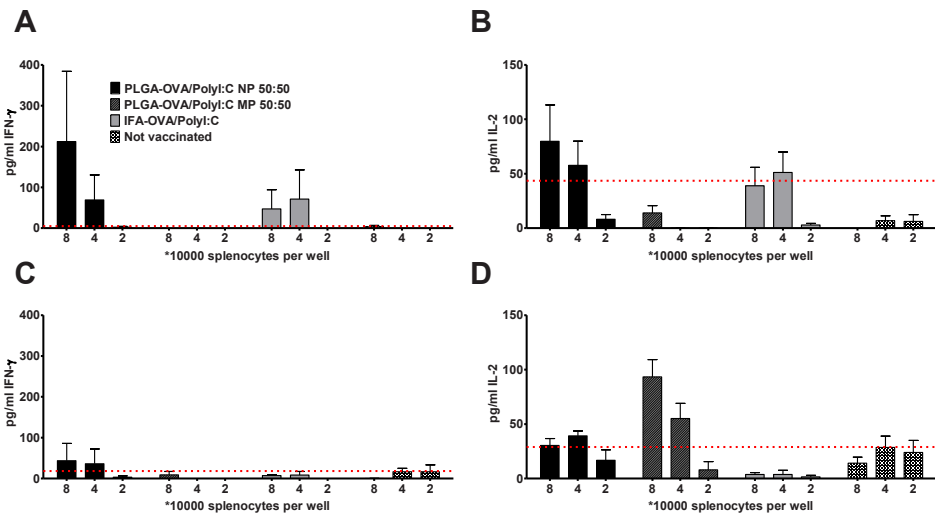 A
pg/ml IFN-γ
400
300
200
100
0
PLGA-OVA/PolyI:C NP 50:50
PLGA-OVA/PolyI:C MP 50:50
IFA-OVA/PolyI:C
Not vaccinated
8 4 2 8 4 2 8 4 2 8 4 2
*10000 splenocytes per well
B
pg/ml IL-2
150
100
50
0
8 4 2 8 4 2 8 4 2 8 4 2
*10000 splenocytes per well
C
pg/ml IFN-γ
400
300
200
100
0
8 4 2 8 4 2 8 4 2 8 4 2
*10000 splenocytes per well
D
pg/ml IL-2
150
100
50
0
8 4 2 8 4 2 8 4 2 8 4 2
*10000 splenocytes per well